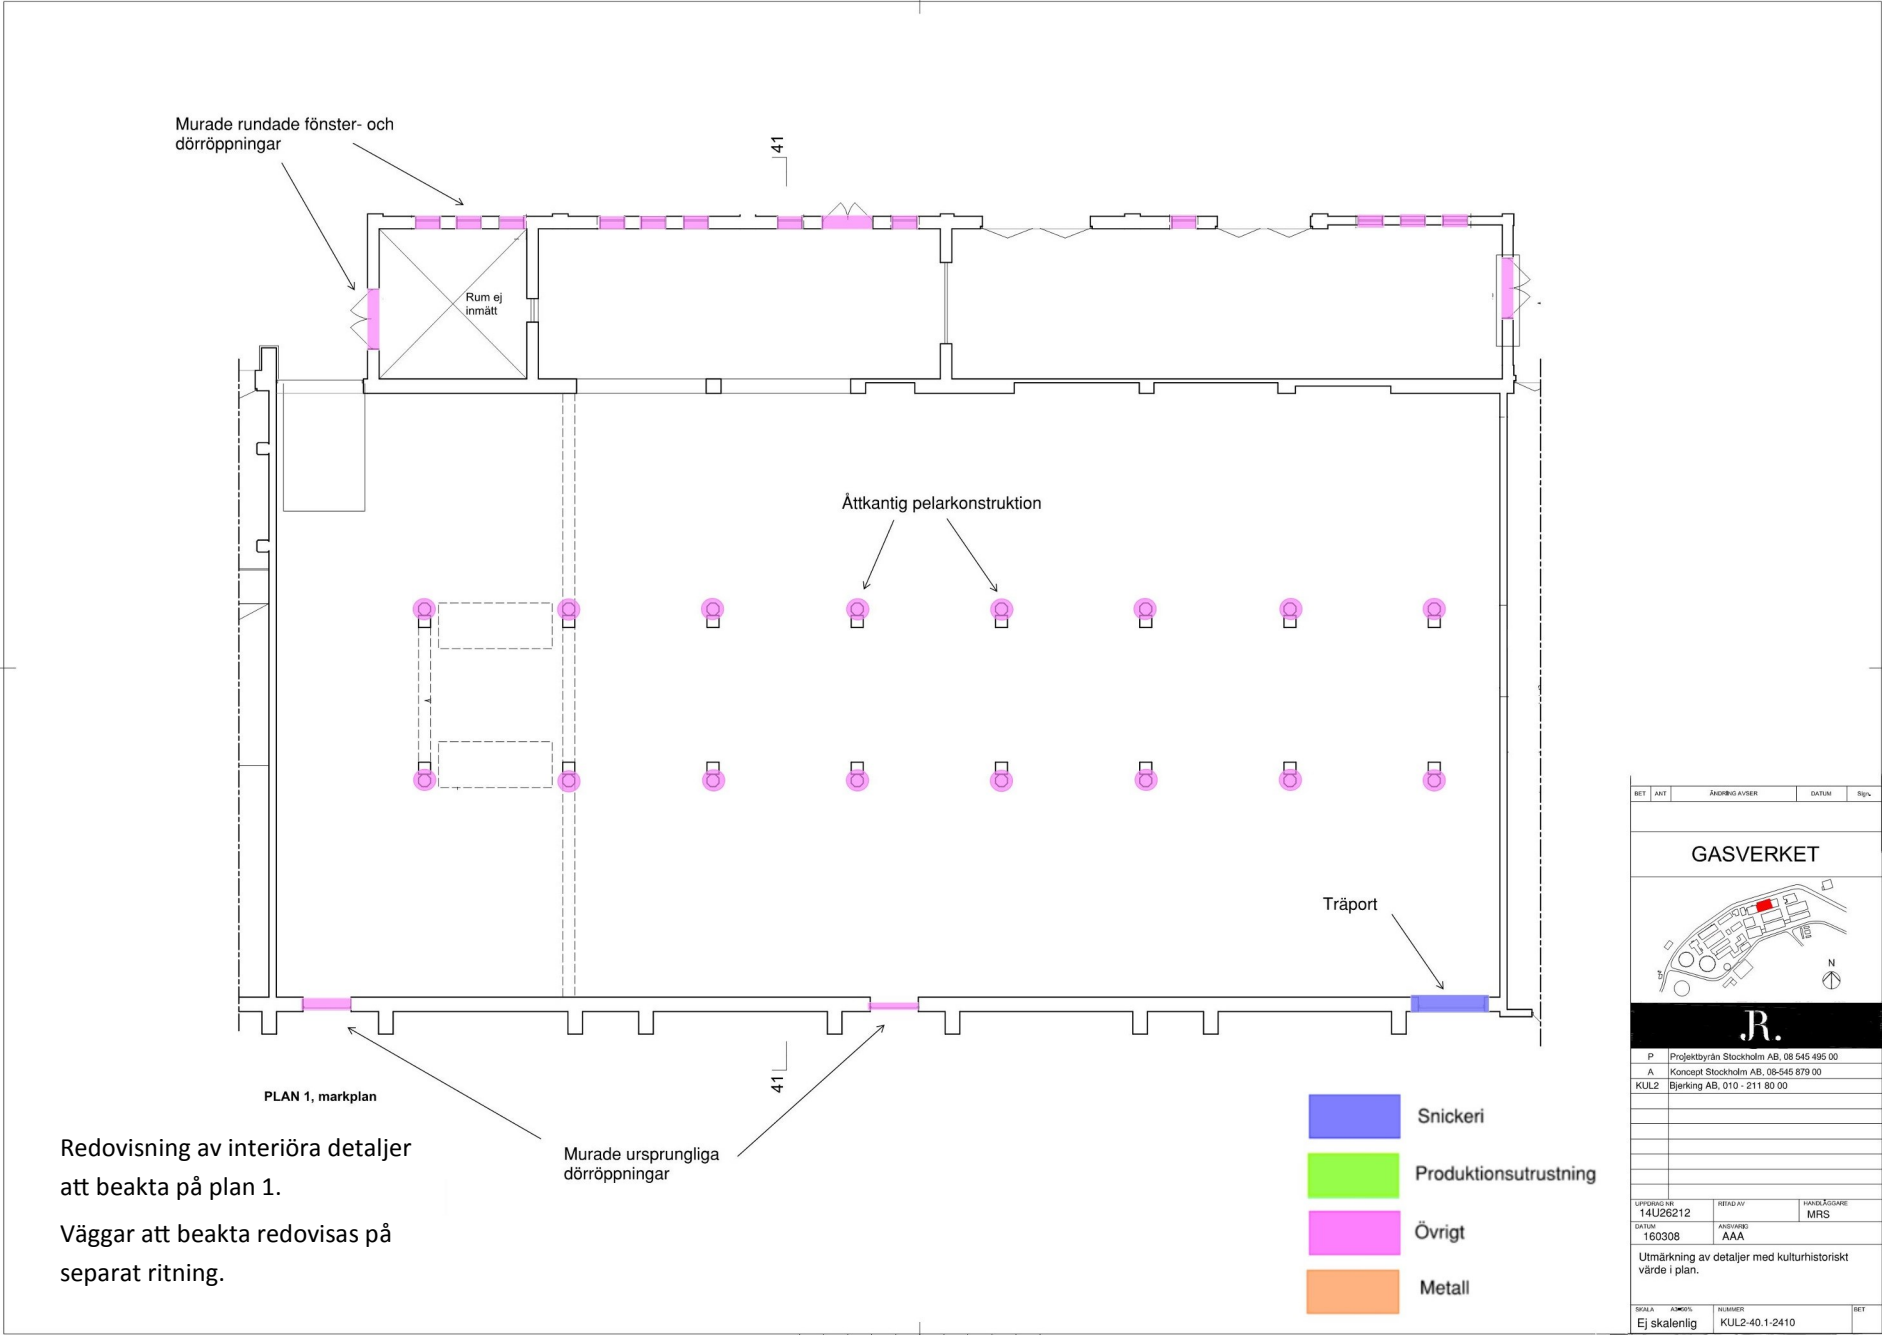 Murade rundade fönster- och
dörröppningar
41
Rum ej
inmätt
Åttkantig pelarkonstruktion
Träport
41
PLAN 1, markplan
Redovisning av interiöra detaljer
att beakta på plan 1.
Väggar att beakta redovisas på
separat ritning.
Murade ursprungliga
dörröppningar
Snickeri
Produktionsutrustning
Övrigt
Metall
BET ANT ÄNDRING AVSER DATUM Sign.
GASVERKET
N
JR.
P Projektbyrån Stockholm AB, 08 545 495 00
A Koncept Stockholm AB, 08-545 879 00
KUL2 Bjerking AB, 010 - 211 80 00
UPPDRAG NR RITAD AV HANDLÄGGARE
14U26212 MRS
DATUM ANSVARIG
160308 AAA
Utmärkning av detaljer med kulturhistoriskt
värde i plan.
SKALA NUMMER BET
Ej skalenlig KUL2-40.1-2410